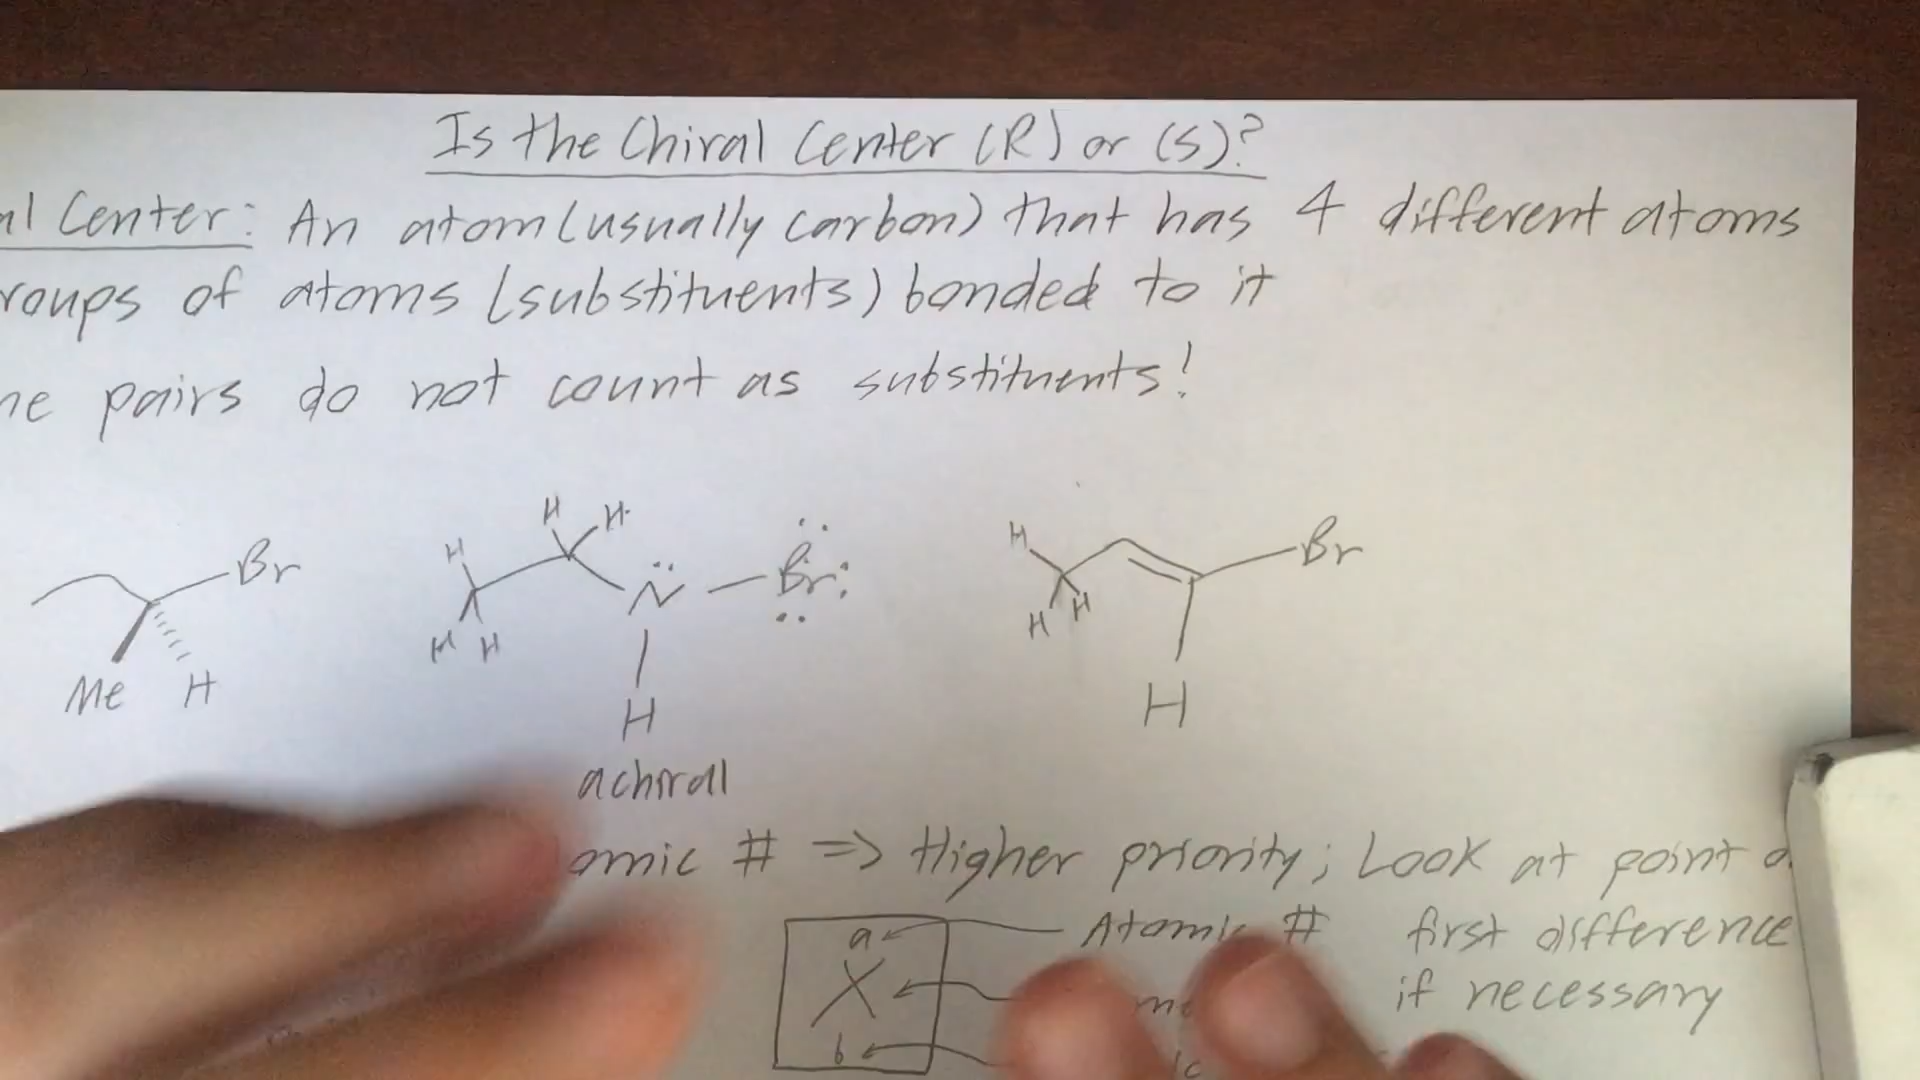 Is the Chiral Center (R) or (S)?
al Center: An atom (usually carbon) that has 4 different atoms
roups of atoms (substituents) bonded to it
ne pairs do not count as substituents!
Br
Me H
H H
H
H H
N Br
H
achiral
H
H H
Br
H
omic # => Higher priority; Look at point
a Atomic # first difference
X if necessary
b